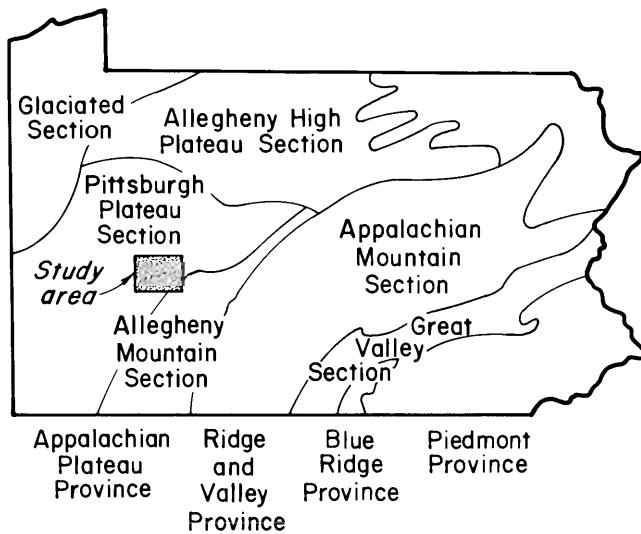 Glaciated
Section
Allegheny High
Plateau Section
Pittsburgh
Plateau
Section
Study
area
Appalachian
Mountain
Section
Allegheny
Mountain
Section
Great
Valley
Section
Appalachian
Plateau
Province
Ridge
and
Valley
Province
Blue
Ridge
Province
Piedmont
Province